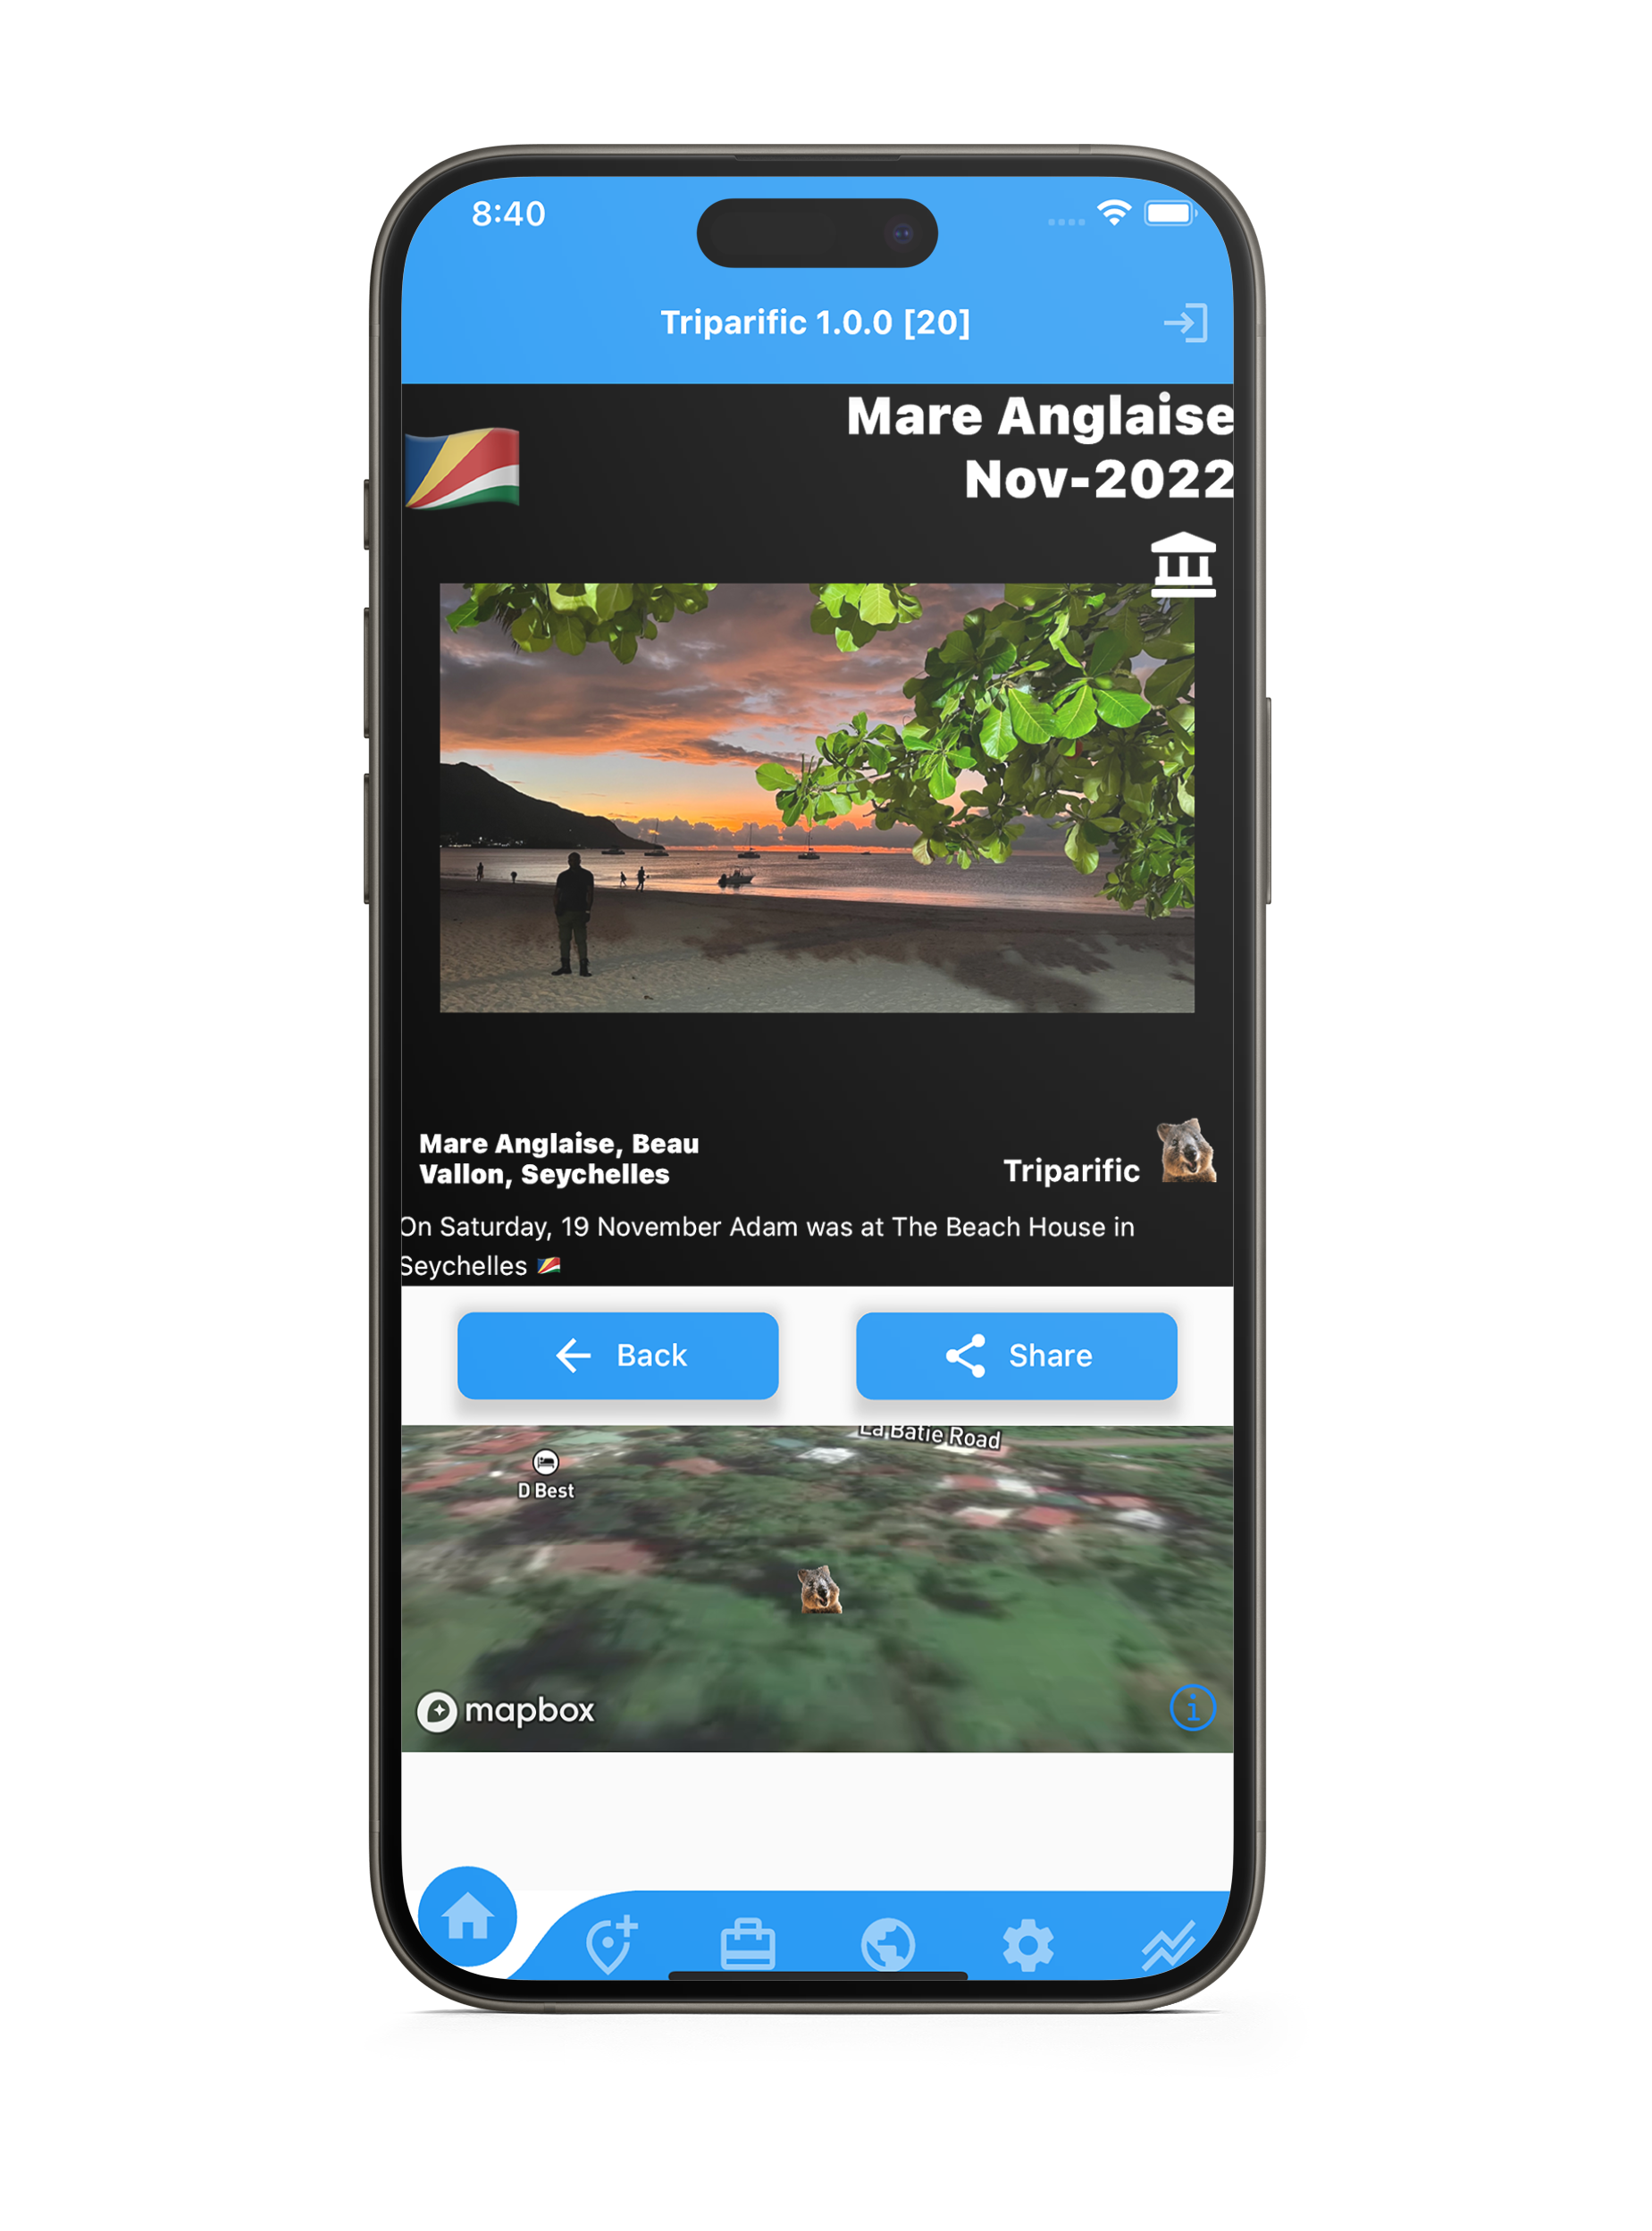 8:40
Triparific 1.0.0 [20]
Mare Anglaise
Nov-2022
Mare Anglaise, Beau
Vallon, Seychelles
Triparific
On Saturday, 19 November Adam was at The Beach House in
Seychelles 🇸🇨
Back
Share
La Batie Road
D Best
mapbox